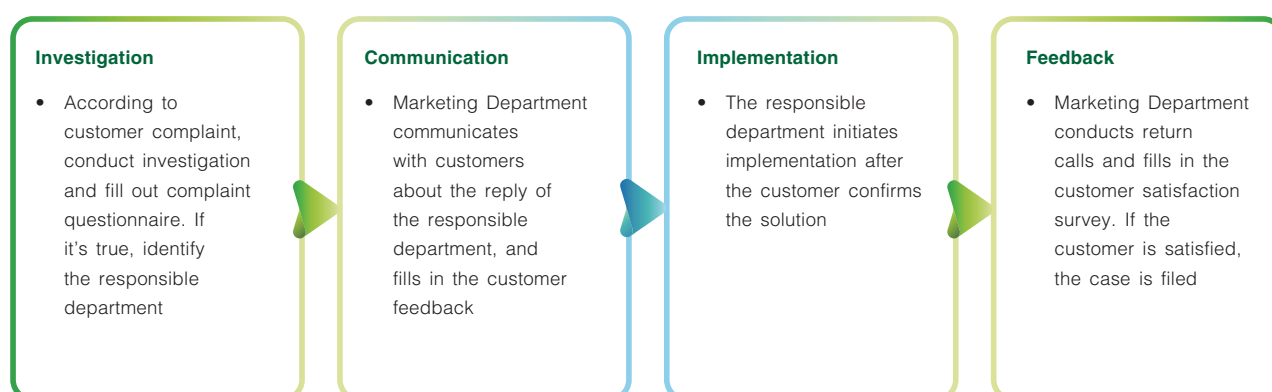 Investigation
• According to
customer complaint,
conduct investigation
and fill out complaint
questionnaire. If
it's true, identify
the responsible
department
Communication
• Marketing Department
communicates
with customers
about the reply of
the responsible
department, and
fills in the customer
feedback
Implementation
• The responsible
department initiates
implementation after
the customer confirms
the solution
Feedback
• Marketing Department
conducts return
calls and fills in the
customer satisfaction
survey. If the
customer is satisfied,
the case is filed